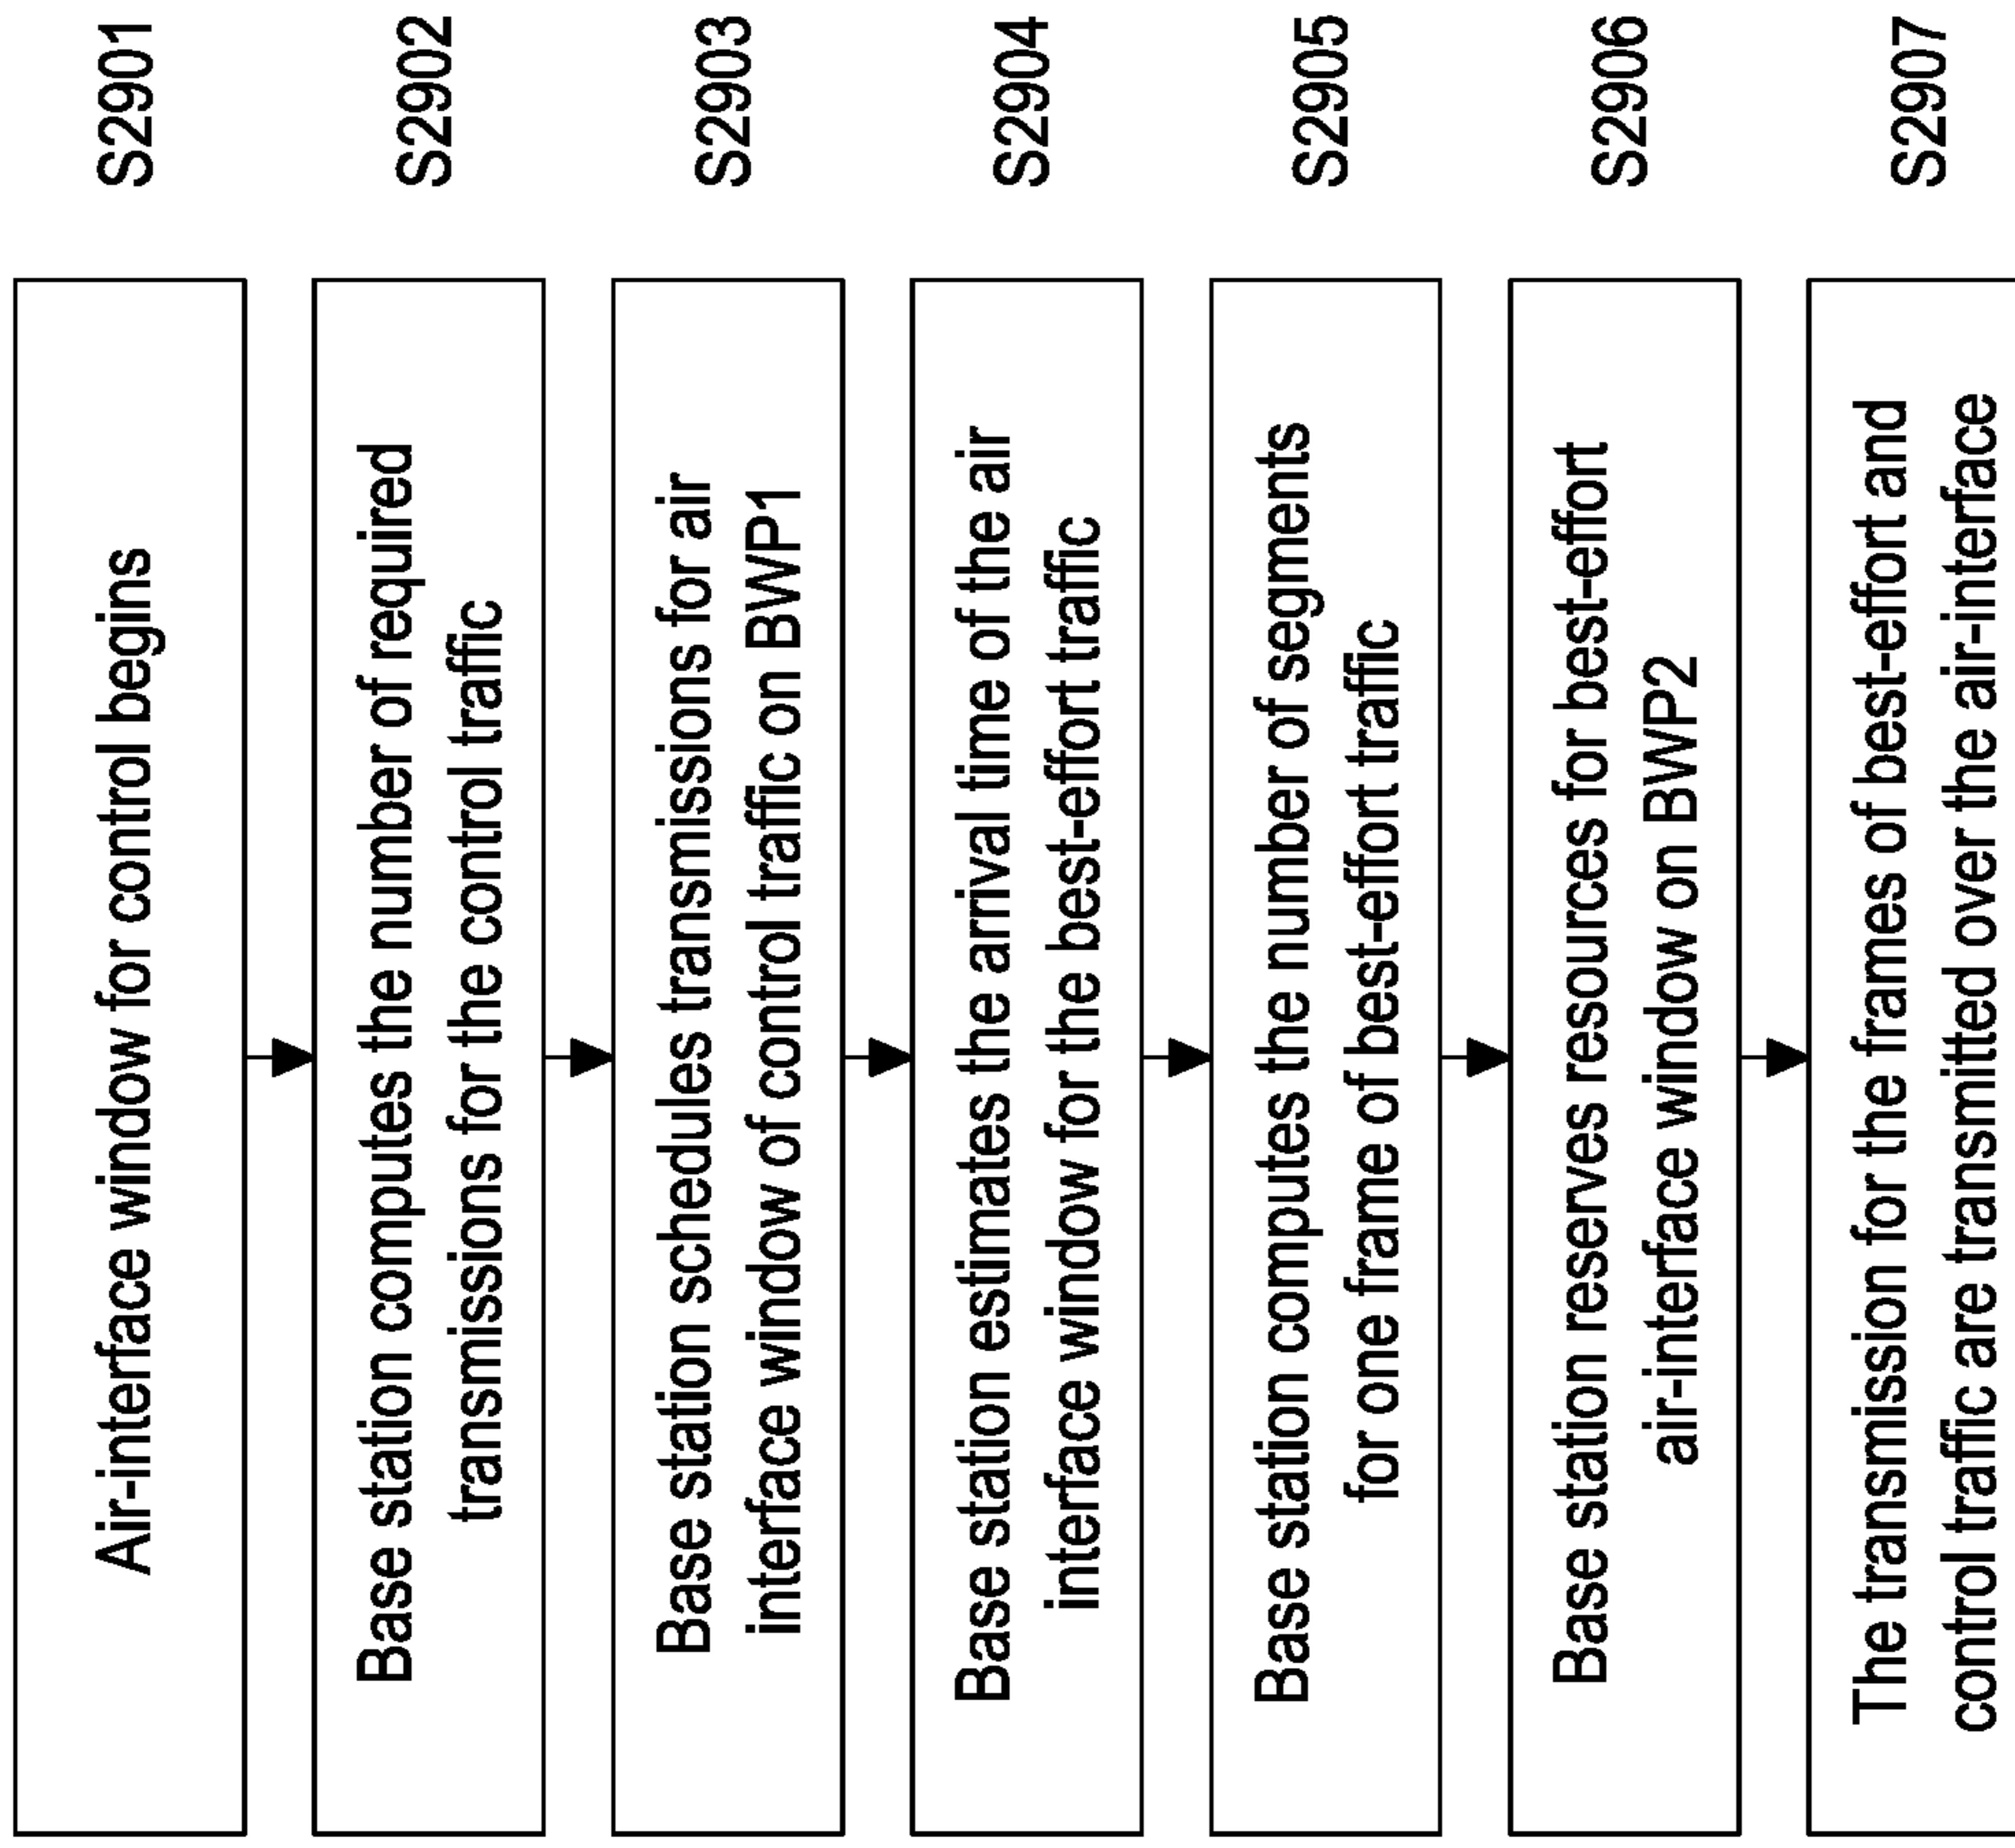 Air-interface window for control begins
S2901
Base station computes the number of required
transmissions for the control traffic
S2902
Base station schedules transmissions for air
interface window of control traffic on BWP1
S2903
Base station estimates the arrival time of the air
interface window for the best-effort traffic
S2904
Base station computes the number of segments
for one frame of best-effort traffic
S2905
Base station reserves resources for best-effort
air-interface window on BWP2
S2906
The transmission for the frames of best-effort and
control traffic are transmitted over the air-interface
S2907